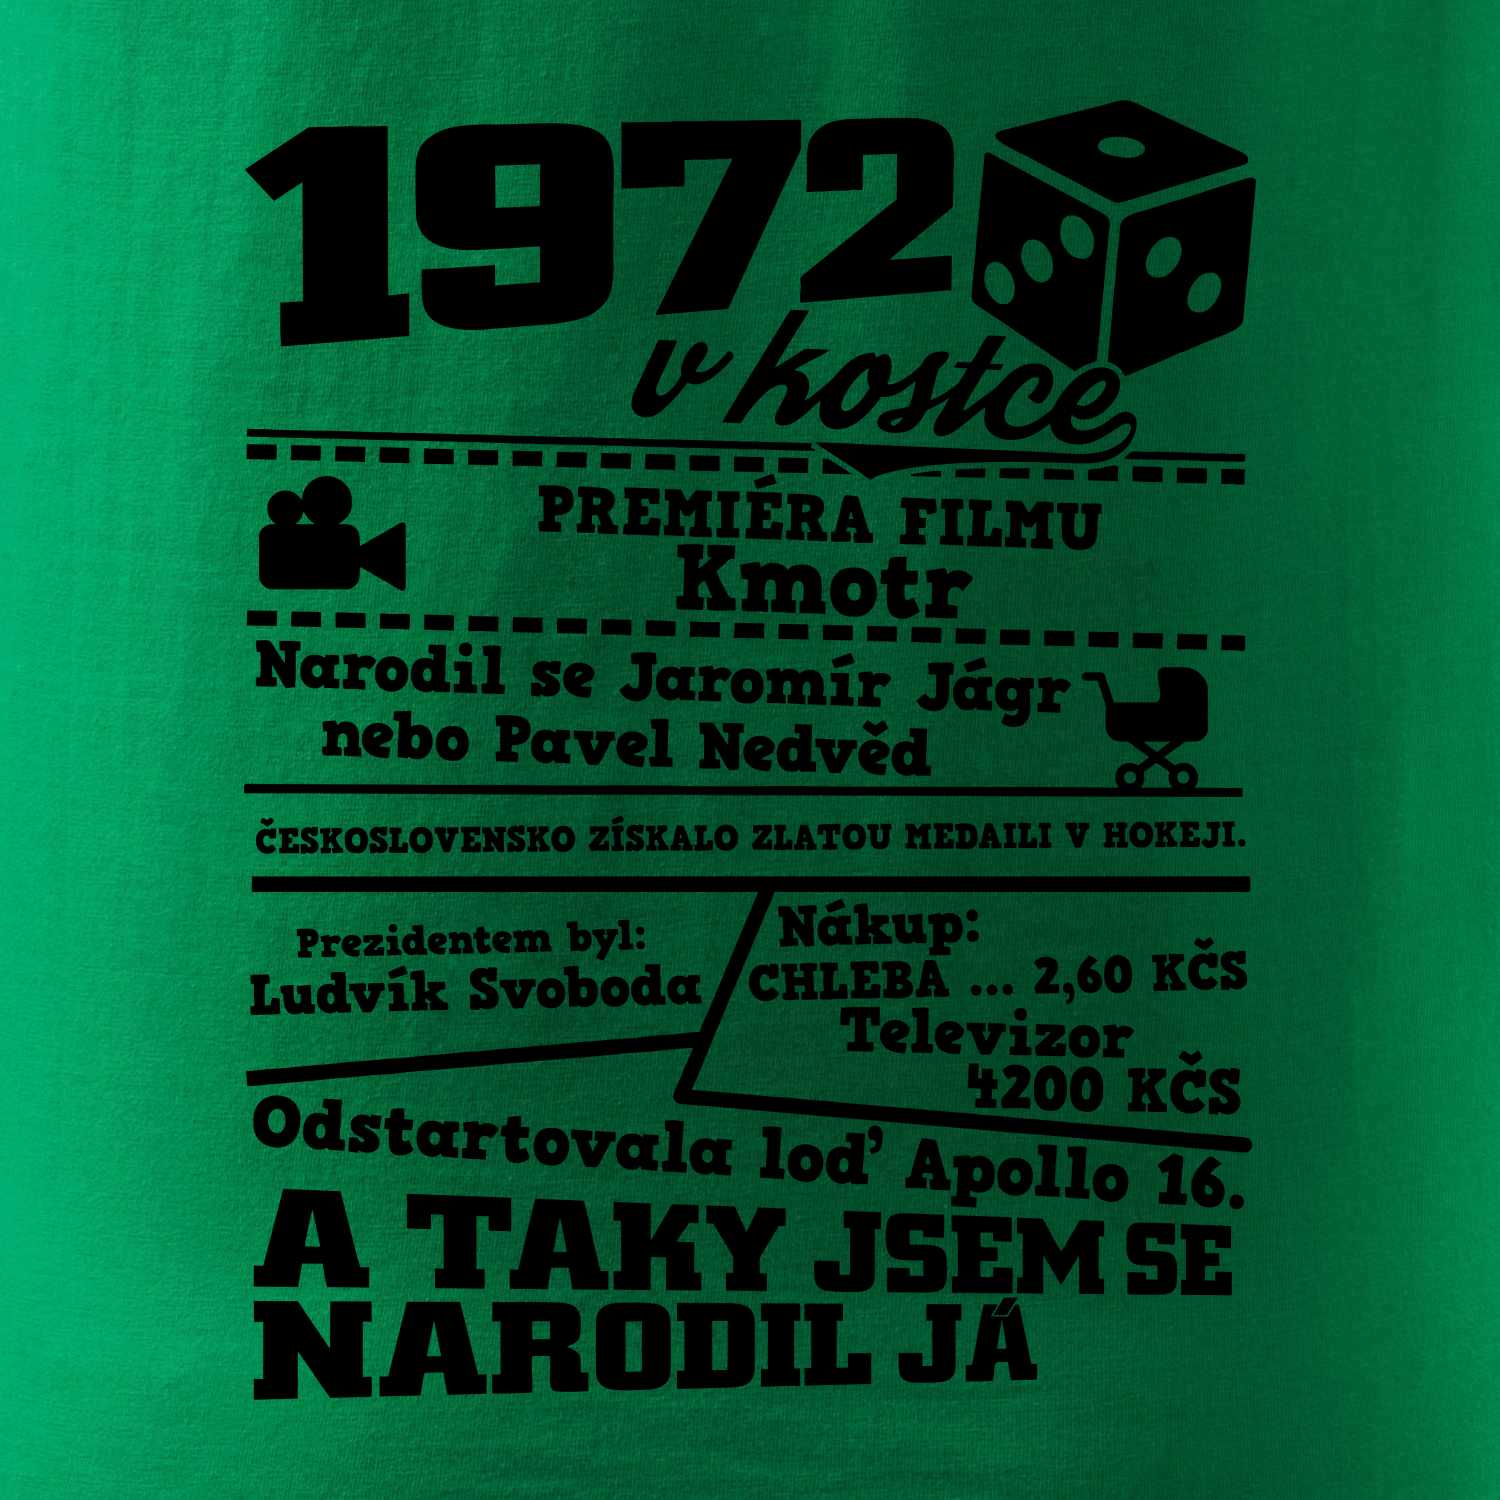 1972
v kostce
PREMIÉRA FILMU
Kmotr
Narodil se Jaromír Jágr
nebo Pavel Nedvěd
ČESKOSLOVENSKO ZÍSKALO ZLATOU MEDAILI V HOKEJI.
Prezidentem byl:
Ludvík Svoboda
Nákup:
CHLEBA ... 2,60 KČS
Televizor
4200 KČS
Odstartovala loď Apollo 16.
A TAKY JSEM SE
NARODIL JÁ